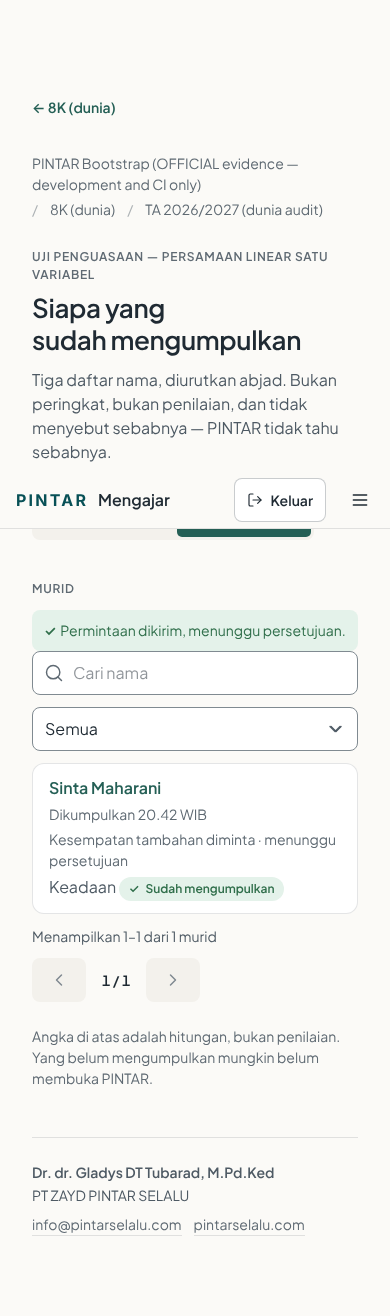 ← 8K (dunia)
PINTAR Bootstrap (OFFICIAL evidence —
development and CI only)
/ 8K (dunia) / TA 2026/2027 (dunia audit)
UJI PENGUASAAN — PERSAMAAN LINEAR SATU
VARIABEL
Siapa yang
sudah mengumpulkan
Tiga daftar nama, diurutkan abjad. Bukan
peringkat, bukan penilaian, dan tidak
menyebut sebabnya — PINTAR tidak tahu
sebabnya.
PINTAR Mengajar Keluar
MURID
✓ Permintaan dikirim, menunggu persetujuan.
Cari nama
Semua
Sinta Maharani
Dikumpulkan 20.42 WIB
Kesempatan tambahan diminta · menunggu
persetujuan
Keadaan ✓ Sudah mengumpulkan
Menampilkan 1–1 dari 1 murid
1/1
Angka di atas adalah hitungan, bukan penilaian.
Yang belum mengumpulkan mungkin belum
membuka PINTAR.
Dr. dr. Gladys DT Tubarad, M.Pd.Ked
PT ZAYD PINTAR SELALU
info@pintarselalu.com pintarselalu.com